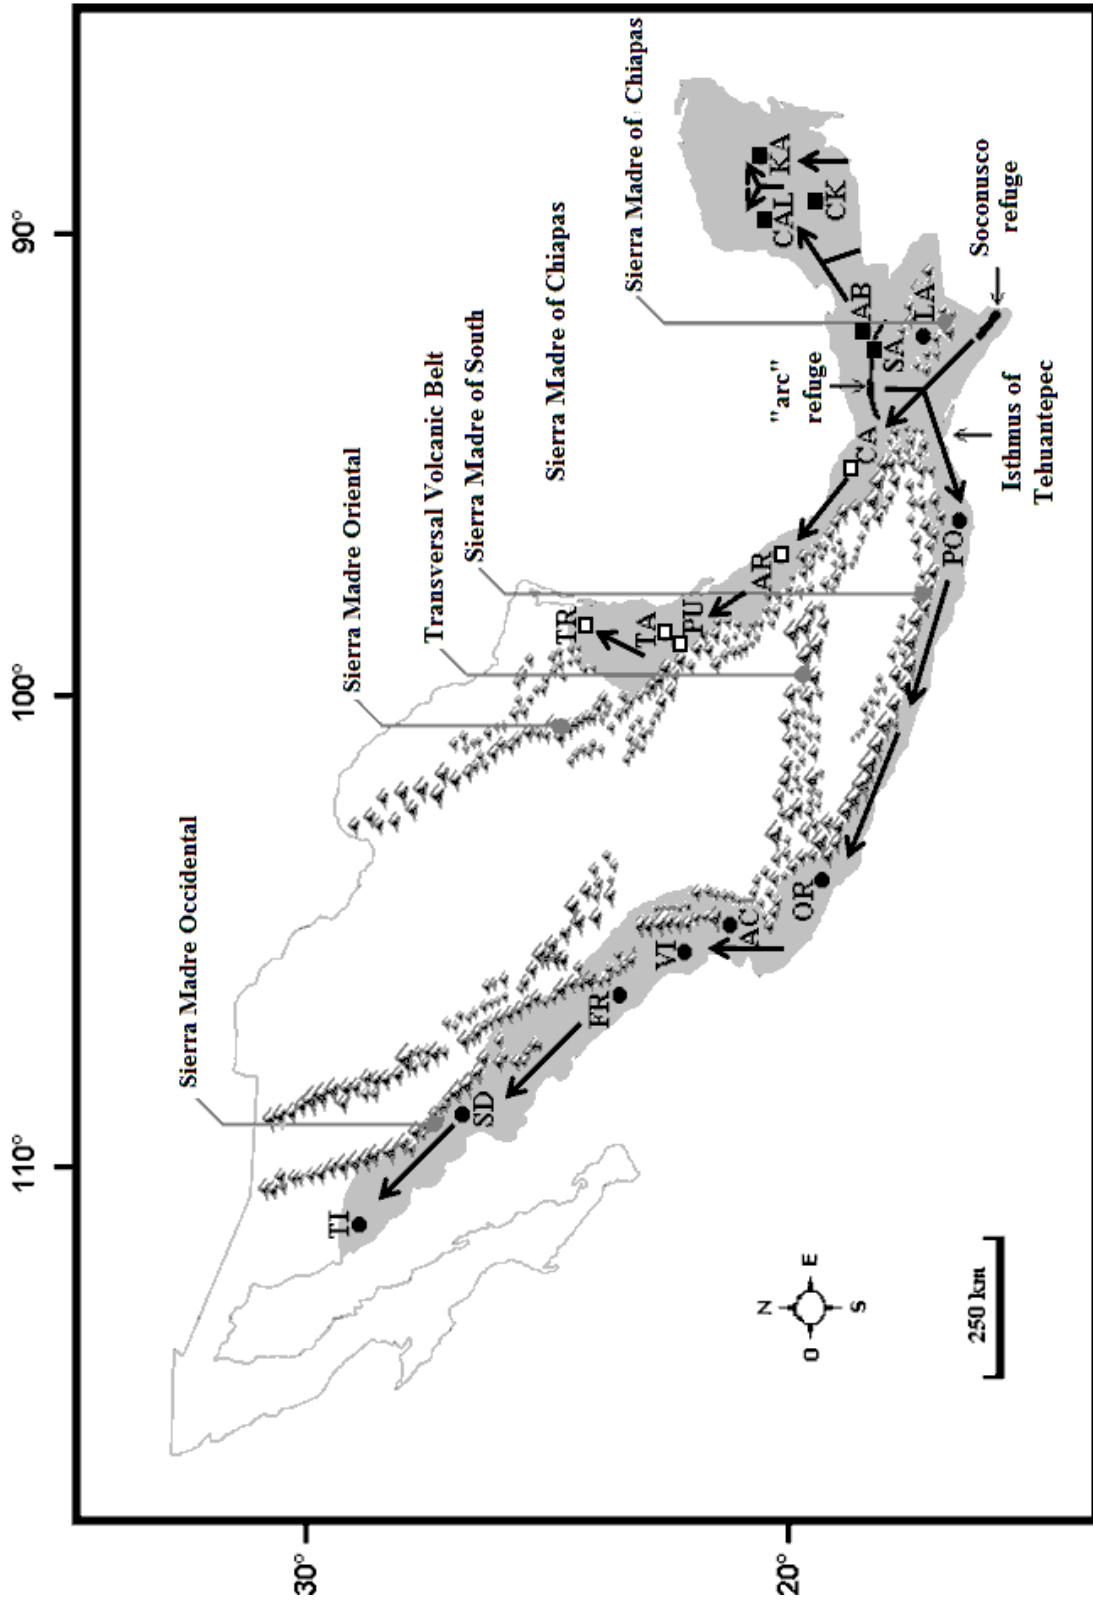 110°
100°
90°
30°
20°
Sierra Madre Occidental
Sierra Madre Oriental
Transversal Volcanic Belt
Sierra Madre of South
Sierra Madre of Chiapas
Sierra Madre of Chiapas
TI
SD
FR
VI
AC
OR
PO
TR
TA
PU
AR
CA
"arc"
refuge
SA
AB
LA
CAL
KA
CK
Isthmus of
Tehuantepec
Soconusco
refuge
N
O
E
S
250 km